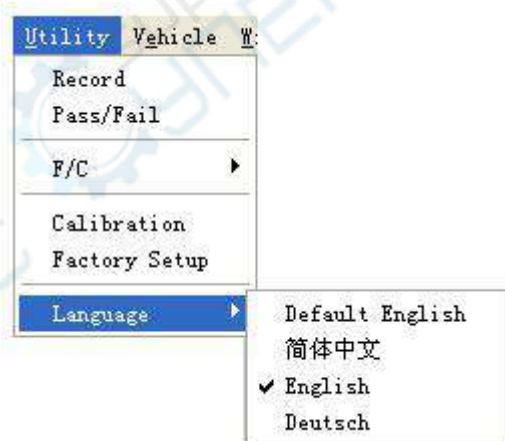 Utility Vehicle
Record
Pass/Fail
F/C
Calibration
Factory Setup
Language
Default English
简体中文
English
Deutsch